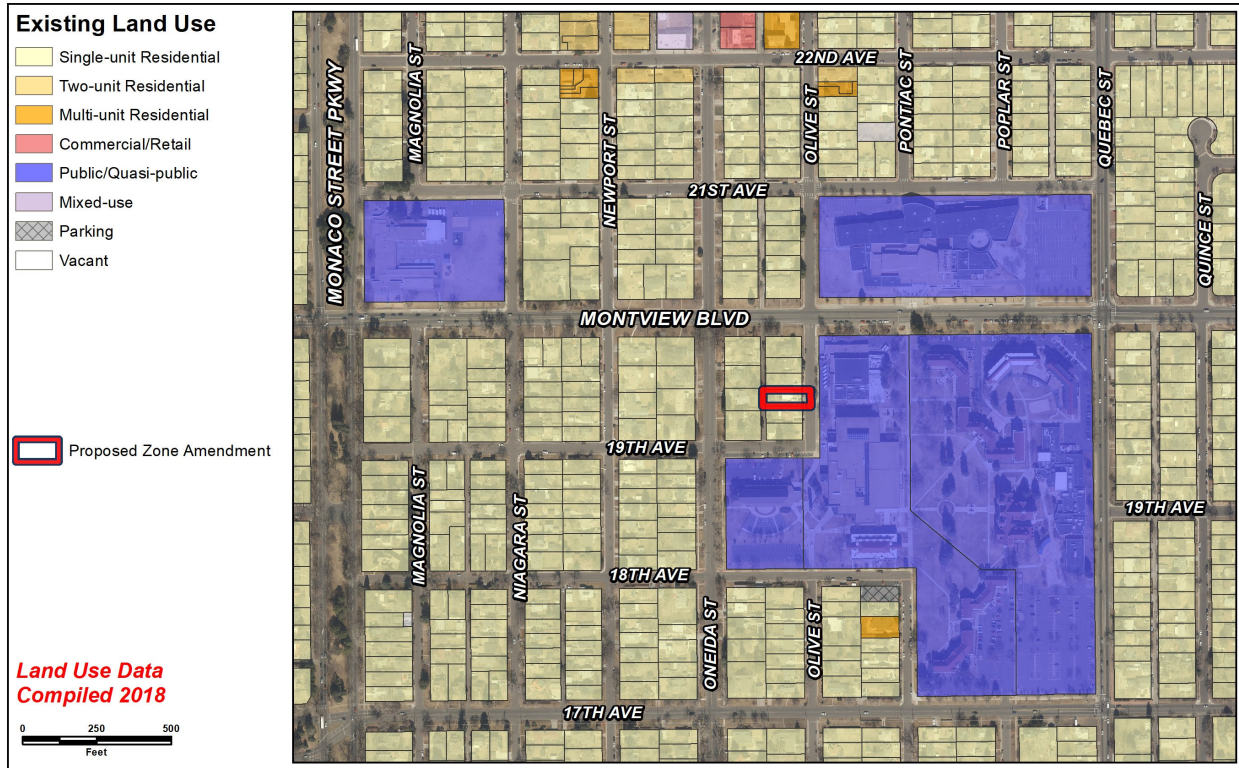 Existing Land Use
Single-unit Residential
Two-unit Residential
Multi-unit Residential
Commercial/Retail
Public/Quasi-public
Mixed-use
Parking
Vacant
Proposed Zone Amendment
Land Use Data
Compiled 2018
0 250 500
Feet
22ND AVE
MONACO STREET PKWY
MAGNOLIA ST
NEWPORT ST
OLIVE ST
PONTIAC ST
POPLAR ST
QUEBEC ST
21ST AVE
QUINCE ST
MONTVIEW BLVD
19TH AVE
MAGNOLIA ST
NIAGARA ST
19TH AVE
18TH AVE
ONEIDA ST
OLIVE ST
17TH AVE